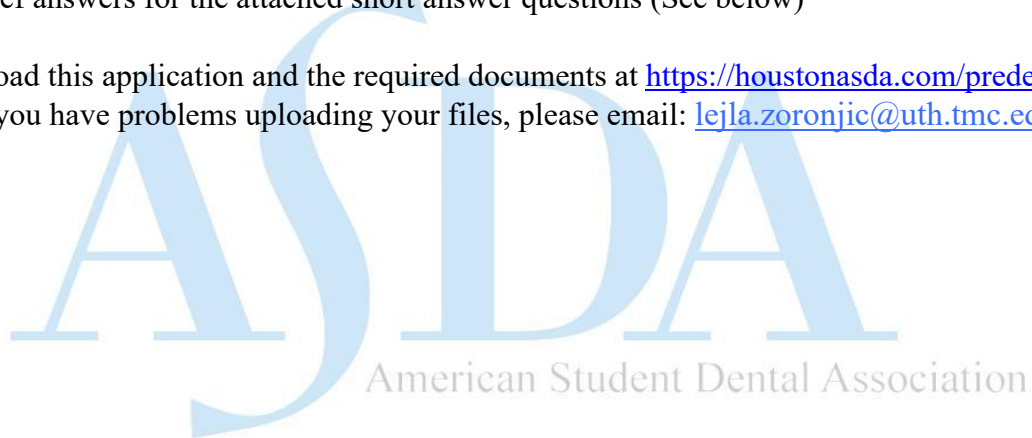 er answers for the attached short answer questions (See below)
oad this application and the required documents at https://houstonasda.com/prede
you have problems uploading your files, please email: lejla.zoronjic@uth.tmc.ed
ASDA
American Student Dental Association